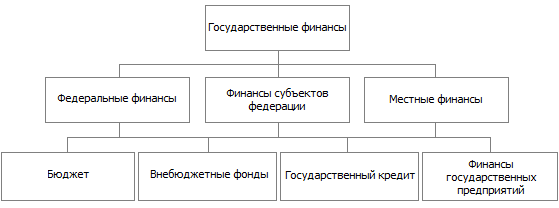 Государственные финансы
Федеральные финансы
Финансы субъектов
федерации
Местные финансы
Бюджет
Внебюджетные фонды
Государственный кредит
Финансы
государственных
предприятий